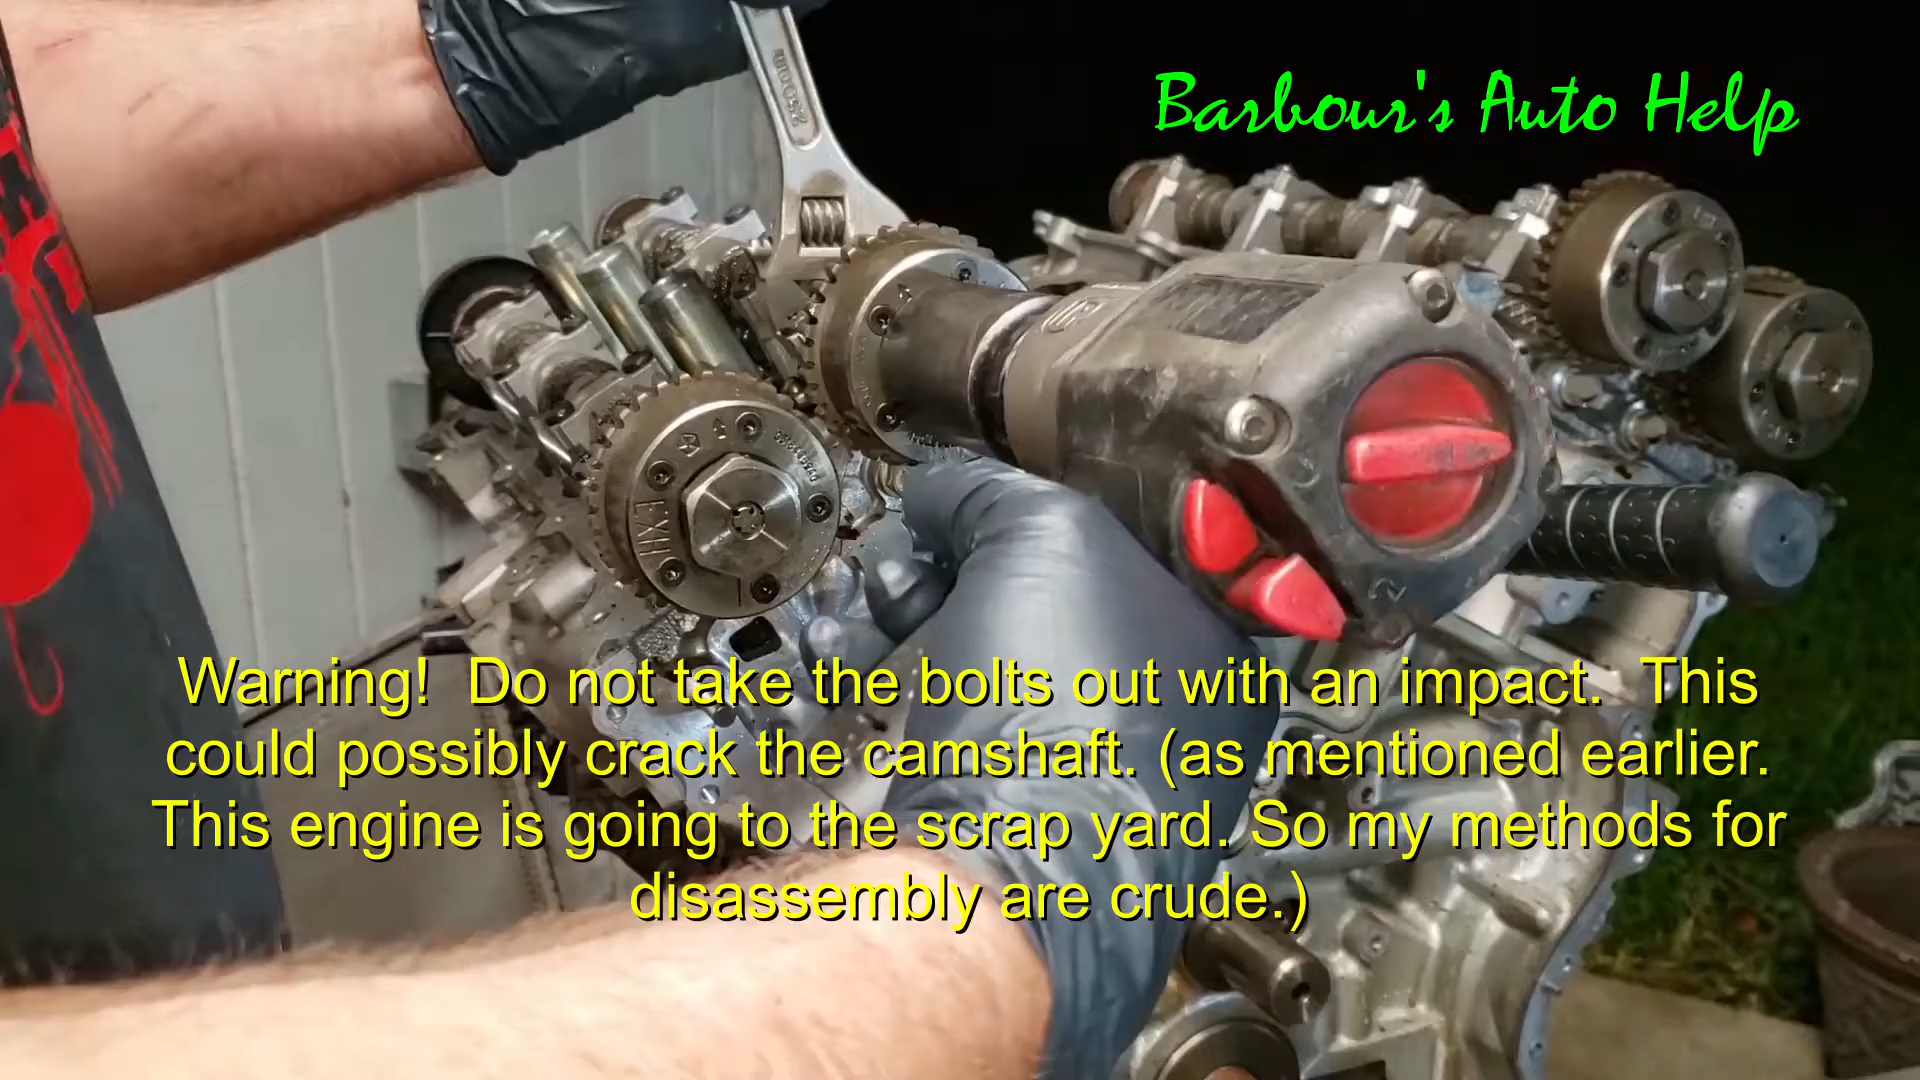 Barbour's Auto Help
EXH
Warning!  Do not take the bolts out with an impact.  This
could possibly crack the camshaft. (as mentioned earlier.
This engine is going to the scrap yard. So my methods for
disassembly are crude.)